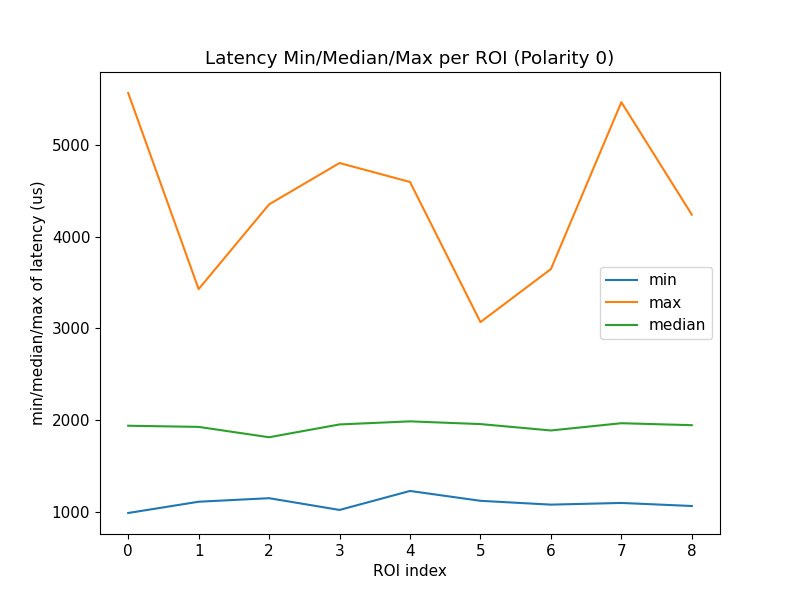 Latency Min/Median/Max per ROI (Polarity 0)
min/median/max of latency (us)
5000
4000
3000
2000
1000
min
max
median
0 1 2 3 4 5 6 7 8
ROI index